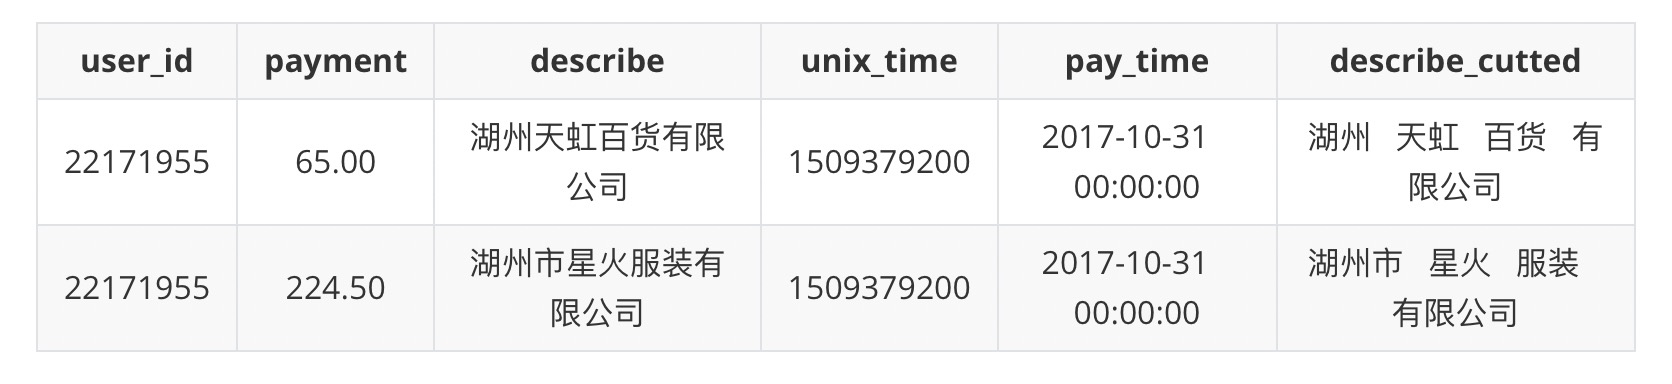 user_id payment describe unix_time pay_time describe_cutted
22171955 65.00 湖州天虹百货有限公司 1509379200 2017-10-31 00:00:00 湖州 天虹 百货 有限公司
22171955 224.50 湖州市星火服装有限公司 1509379200 2017-10-31 00:00:00 湖州市 星火 服装 有限公司